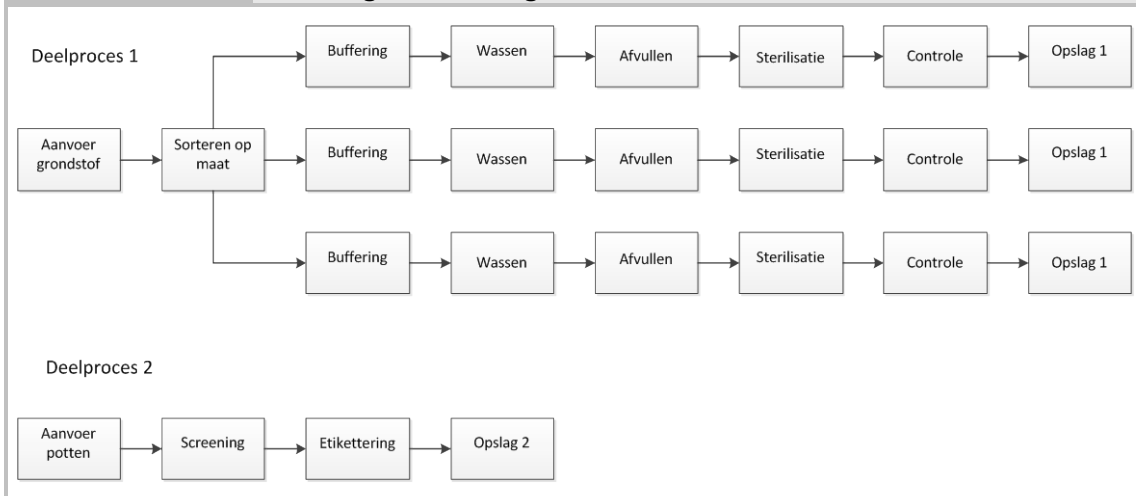 Deelproces 1
Buffering
Wassen
Afvullen
Sterilisatie
Controle
Opslag 1
Aanvoer
grondstof
Sorteren op
maat
Buffering
Wassen
Afvullen
Sterilisatie
Controle
Opslag 1
Buffering
Wassen
Afvullen
Sterilisatie
Controle
Opslag 1
Deelproces 2
Aanvoer
potten
Screening
Etikettering
Opslag 2